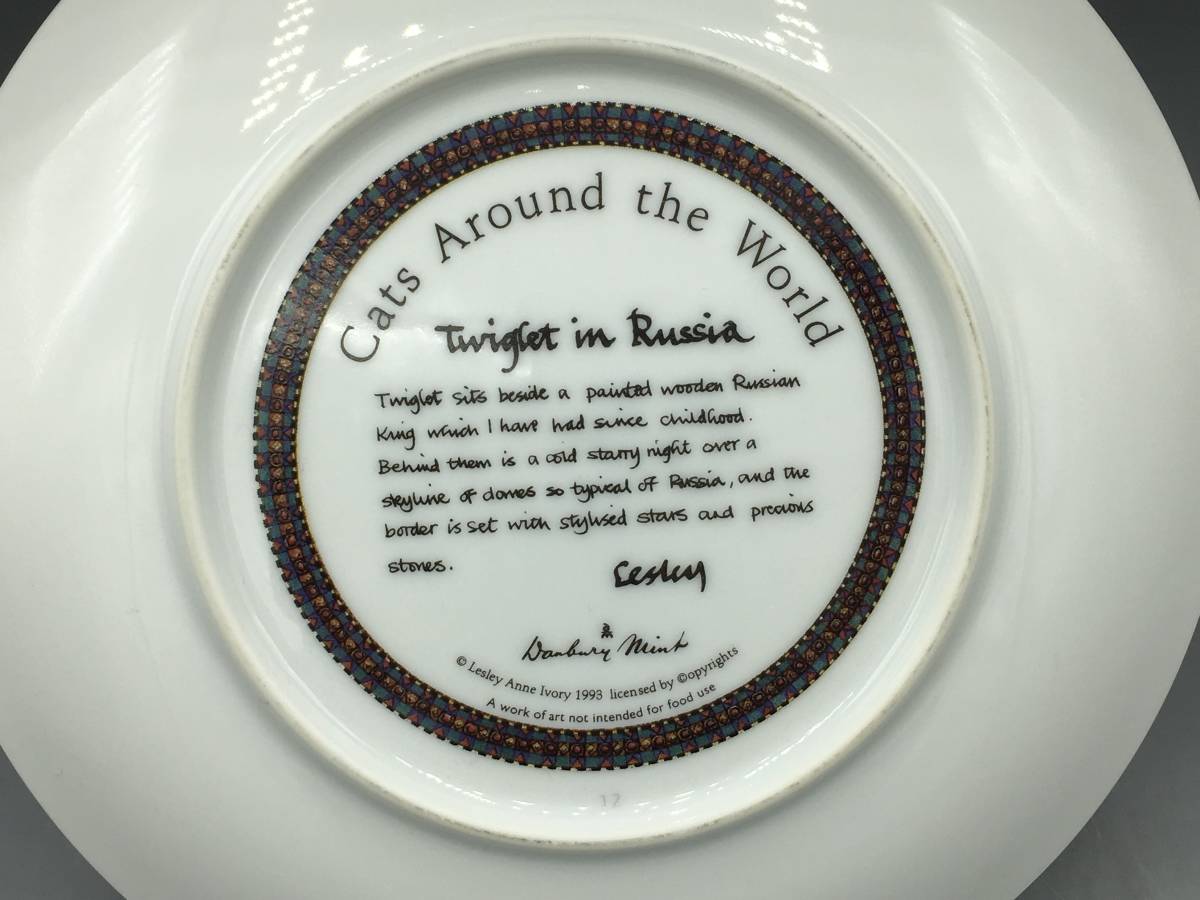 Cats Around the World
Twiglet in Russia
Twiglet sits beside a painted wooden Russian
King which I have had since childhood.
Behind them is a cold starry night over a
skyline of domes so typical of Russia, and the
border is set with stylised stars and precious
stones.
Lesley
Danbury Mint
© Lesley Anne Ivory 1993 licensed by ©opyrights
A work of art not intended for food use
12